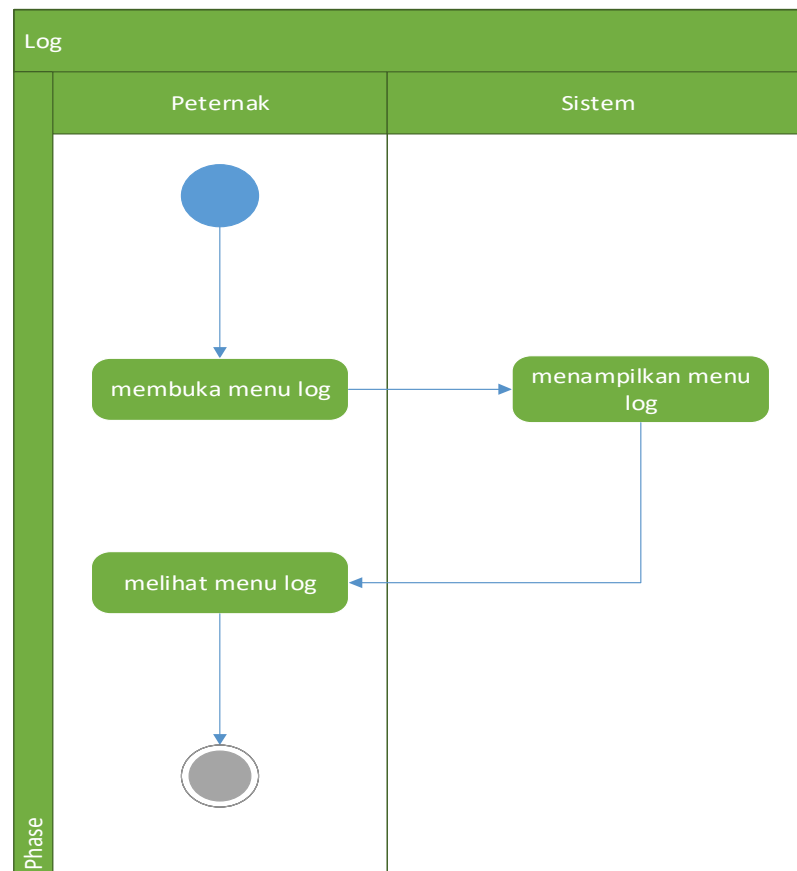 Log
Peternak
Sistem
membuka menu log
menampilkan menu
log
melihat menu log
Phase